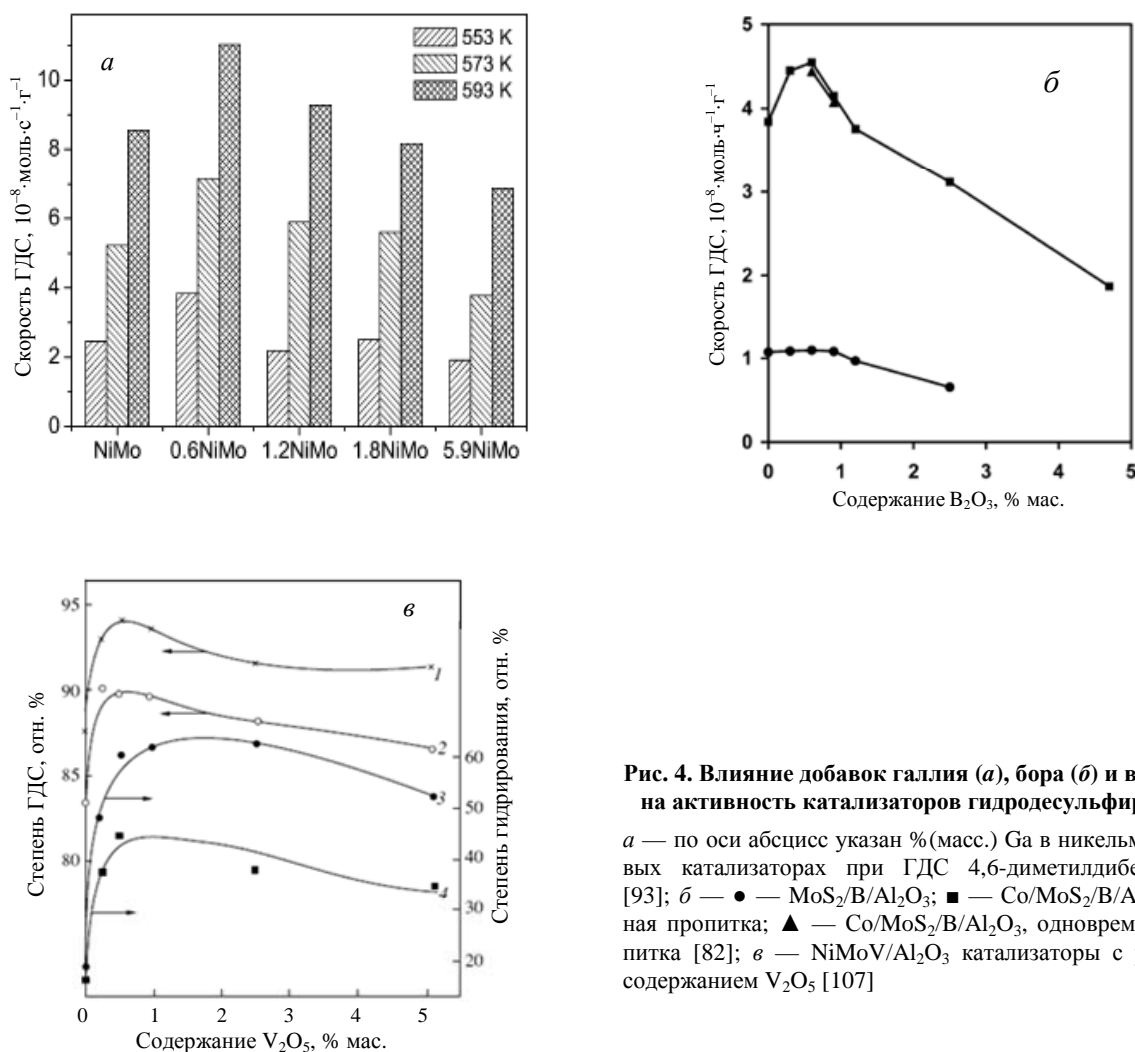 а
553 K
573 K
593 K
Скорость ГДС, 10⁻⁸·моль·с⁻¹·г⁻¹
10
8
6
4
2
0
NiMo 0.6NiMo 1.2NiMo 1.8NiMo 5.9NiMo
б
Скорость ГДС, 10⁻⁸·моль·ч⁻¹·г⁻¹
5
4
3
2
1
0
0 1 2 3 4 5
Содержание B₂O₃, % мас.
в
Степень ГДС, отн. %
95
90
85
80
1
2
3
4
Степень гидрирования, отн. %
60
50
40
30
20
0 1 2 3 4 5
Содержание V₂O₅, % мас.
Рис. 4. Влияние добавок галлия (а), бора (б) и в
на активность катализаторов гидродесульфир
а — по оси абсцисс указан %(масс.) Ga в никельм
вых катализаторах при ГДС 4,6-диметилдибе
[93]; б — ● — MoS₂/B/Al₂O₃; ■ — Co/MoS₂/B/A
ная пропитка; ▲ — Co/MoS₂/B/Al₂O₃, одноврем
питка [82]; в — NiMoV/Al₂O₃ катализаторы с
содержанием V₂O₅ [107]